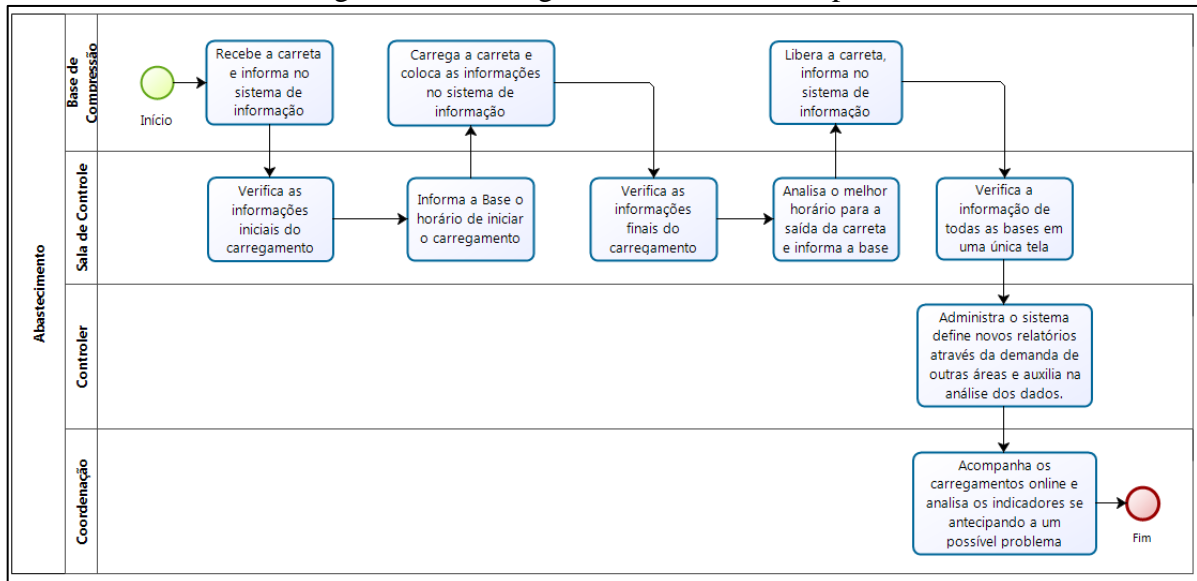 Abastecimento
Base de
Compressão
Início
Recebe a carreta
e informa no
sistema de
informação
Carrega a carreta e
coloca as informações
no sistema de
informação
Libera a carreta,
informa no
sistema de
informação
Sala de Controle
Verifica as
informações
iniciais do
carregamento
Informa a Base o
horário de iniciar
o carregamento
Verifica as
informações
finais do
carregamento
Analisa o melhor
horário para a
saída da carreta
e informa a base
Verifica a
informação de
todas as bases em
uma única tela
Controler
Administra o sistema
define novos relatórios
através da demanda de
outras áreas e auxilia na
análise dos dados.
Coordenação
Acompanha os
carregamentos online e
analisa os indicadores se
antecipando a um
possível problema
Fim